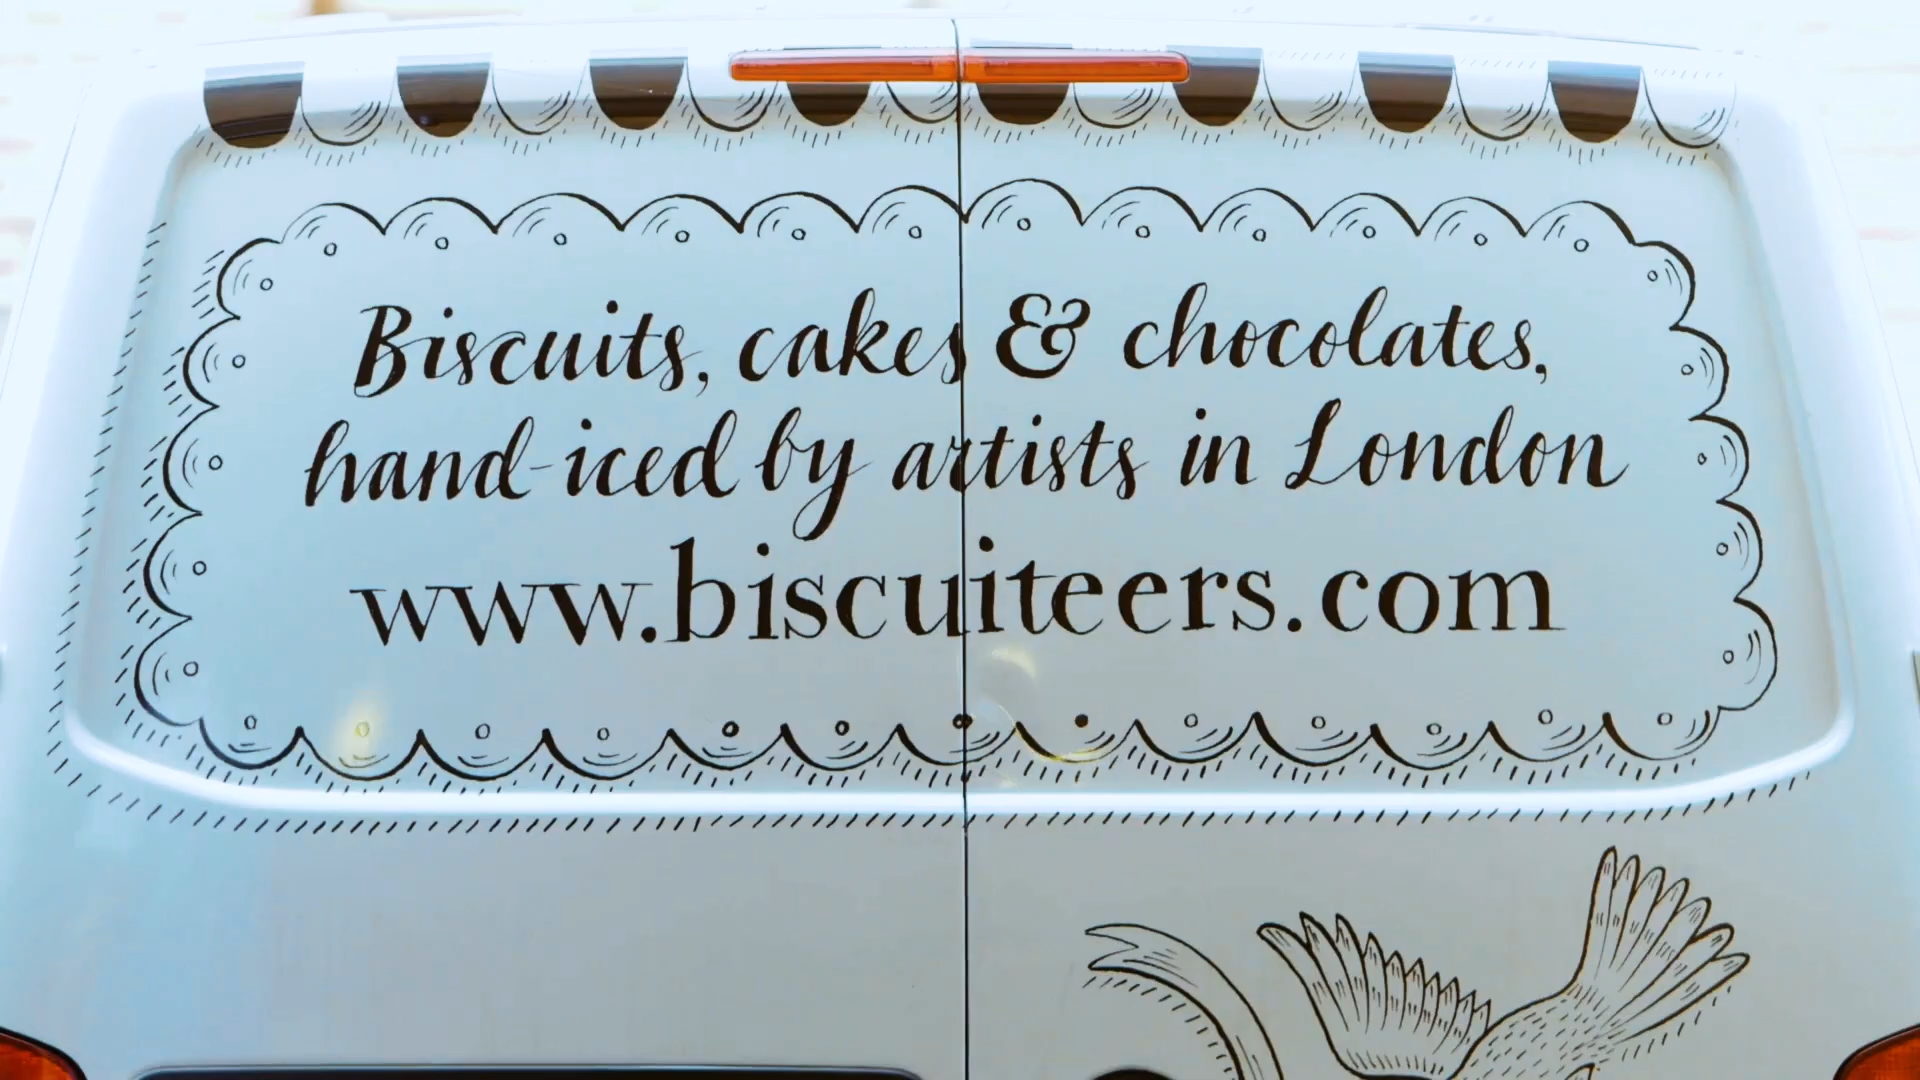 Biscuits, cakes & chocolates,
hand-iced by artists in London
www.biscuiteers.com